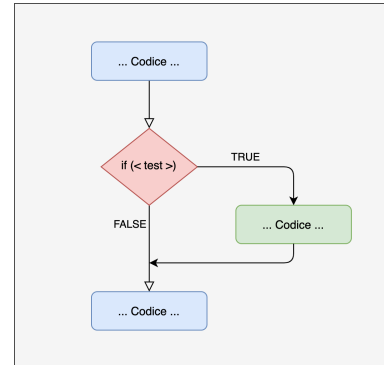 ... Codice ...
if (< test >)
TRUE
... Codice ...
FALSE
... Codice ...